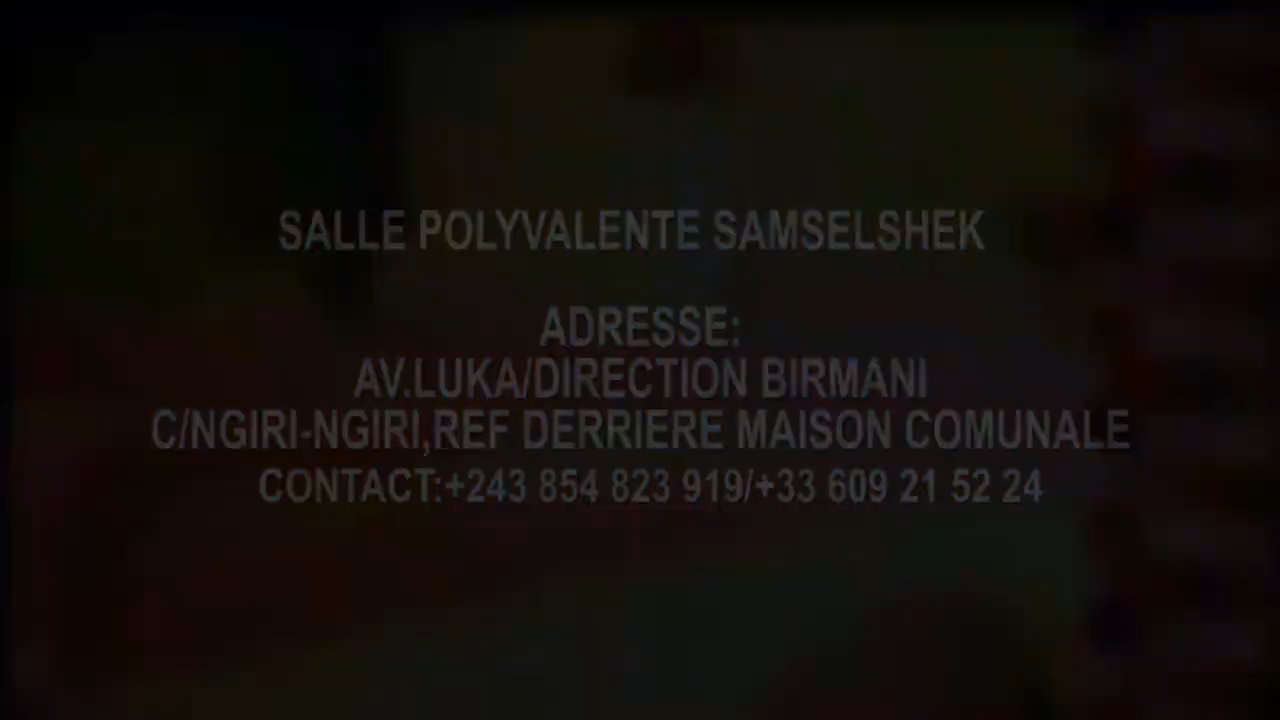 SALLE POLYVALENTE SAMSELSHEK
ADRESSE:
AV.LUKA/DIRECTION BIRMANI
C/NGIRI-NGIRI,REF DERRIERE MAISON COMUNALE
CONTACT:+243 854 823 919/+33 609 21 52 24